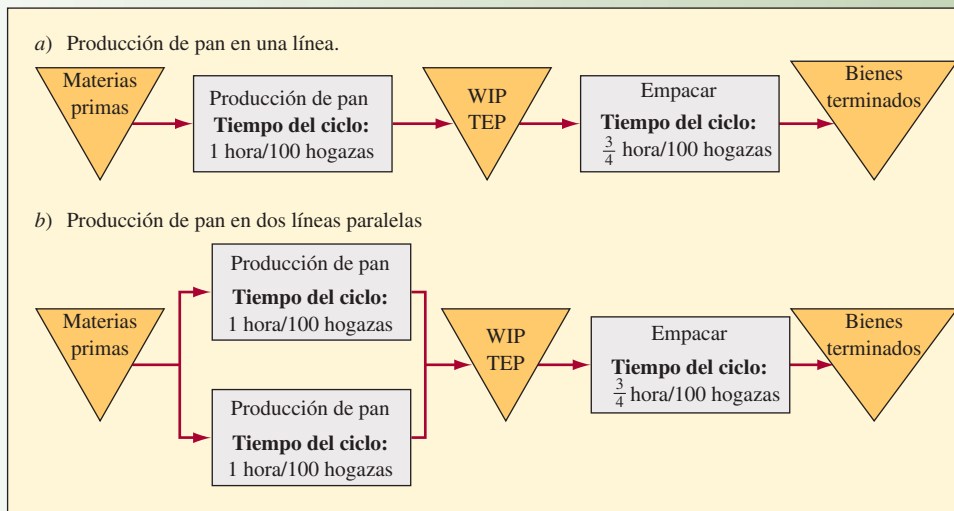 a) Producción de pan en una línea.
Materias
primas
Producción de pan
Tiempo del ciclo:
1 hora/100 hogazas
WIP
TEP
Empacar
Tiempo del ciclo:
3/4 hora/100 hogazas
Bienes
terminados
b) Producción de pan en dos líneas paralelas
Materias
primas
Producción de pan
Tiempo del ciclo:
1 hora/100 hogazas
Producción de pan
Tiempo del ciclo:
1 hora/100 hogazas
WIP
TEP
Empacar
Tiempo del ciclo:
3/4 hora/100 hogazas
Bienes
terminados